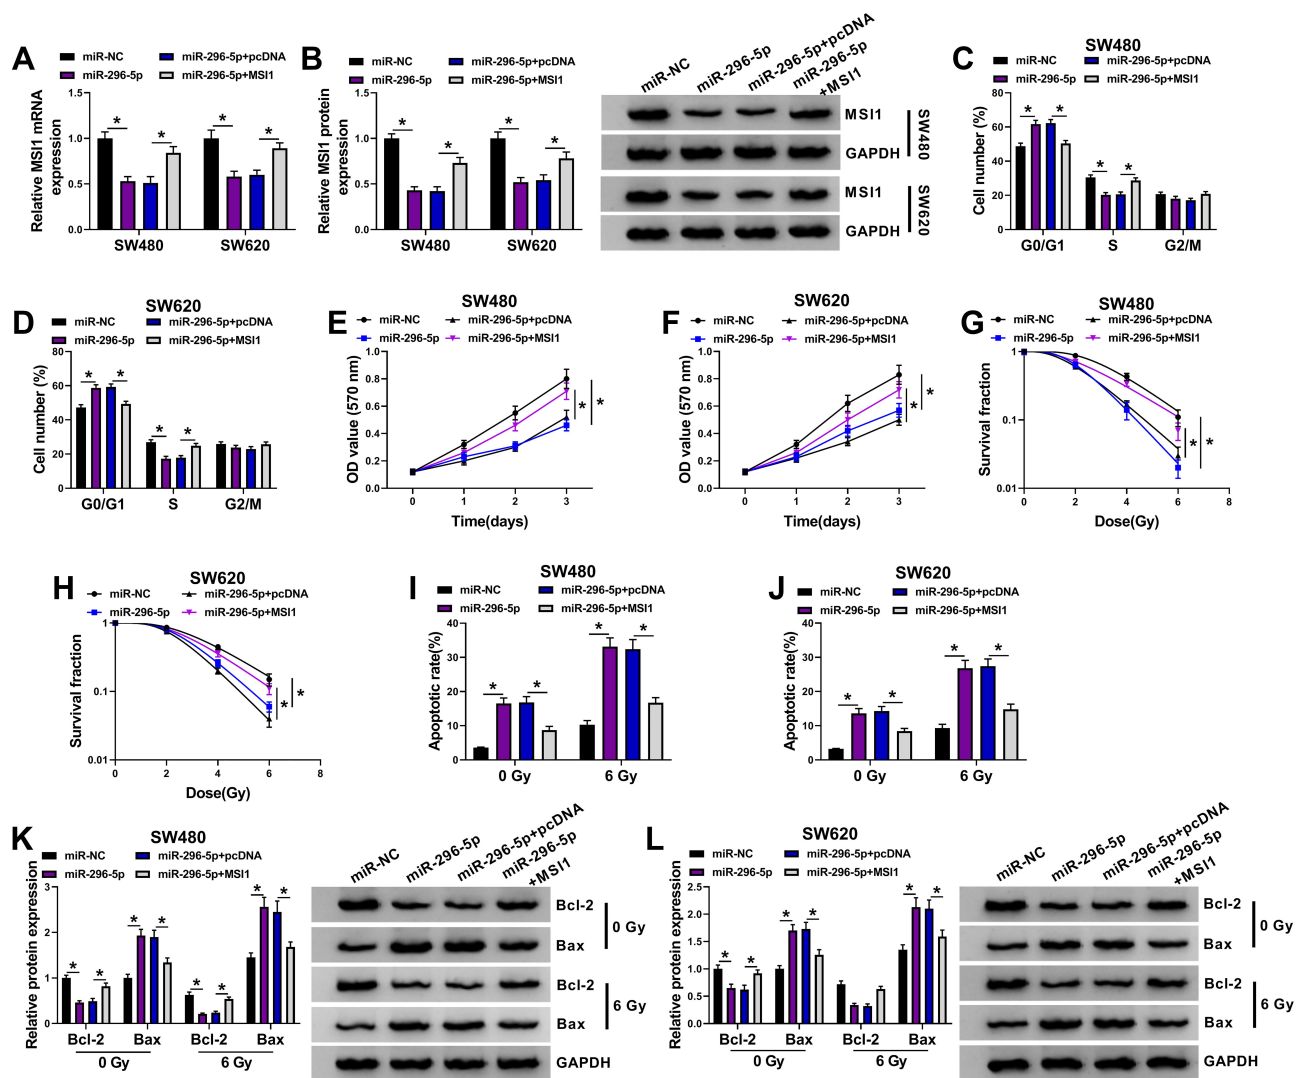 A
miR-NC
miR-296-5p+pcDNA
miR-296-5p
miR-296-5p+MSI1
Relative MSI1 mRNA
expression
1.5
1.0
0.5
0.0
*
*
*
*
SW480
SW620
B
miR-NC
miR-296-5p+pcDNA
miR-296-5p
miR-296-5p+MSI1
Relative MSI1 protein
expression
1.5
1.0
0.5
0.0
*
*
*
*
SW480
SW620
miR-NC
miR-296-5p
miR-296-5p+pcDNA
miR-296-5p
+MSI1
MSI1
GAPDH
SW480
MSI1
GAPDH
SW620
C
SW480
miR-NC
miR-296-5p+pcDNA
miR-296-5p
miR-296-5p+MSI1
Cell number (%)
80
60
40
20
0
*
*
*
*
G0/G1
S
G2/M
D
SW620
miR-NC
miR-296-5p+pcDNA
miR-296-5p
miR-296-5p+MSI1
Cell number (%)
80
60
40
20
0
*
*
*
*
G0/G1
S
G2/M
E
SW480
miR-NC
miR-296-5p+pcDNA
miR-296-5p
miR-296-5p+MSI1
OD value (570 nm)
1.0
0.8
0.6
0.4
0.2
0.0
*
*
0
1
2
3
Time(days)
F
SW620
miR-NC
miR-296-5p+pcDNA
miR-296-5p
miR-296-5p+MSI1
OD value (570 nm)
1.0
0.8
0.6
0.4
0.2
0.0
*
*
0
1
2
3
Time(days)
G
SW480
miR-NC
miR-296-5p+pcDNA
miR-296-5p
miR-296-5p+MSI1
Survival fraction
1
0.1
0.01
*
*
0
2
4
6
8
Dose(Gy)
H
SW620
miR-NC
miR-296-5p+pcDNA
miR-296-5p
miR-296-5p+MSI1
Survival fraction
1
0.1
0.01
*
*
0
2
4
6
8
Dose(Gy)
I
SW480
miR-NC
miR-296-5p+pcDNA
miR-296-5p
miR-296-5p+MSI1
Apoptotic rate(%)
40
30
20
10
0
*
*
*
*
0 Gy
6 Gy
J
SW620
miR-NC
miR-296-5p+pcDNA
miR-296-5p
miR-296-5p+MSI1
Apoptotic rate(%)
40
30
20
10
0
*
*
*
*
0 Gy
6 Gy
K
SW480
miR-NC
miR-296-5p+pcDNA
miR-296-5p
miR-296-5p+MSI1
Relative protein expression
3
2
1
0
*
*
*
*
*
*
*
*
Bcl-2
Bax
Bcl-2
Bax
0 Gy
6 Gy
miR-NC
miR-296-5p
miR-296-5p+pcDNA
miR-296-5p
+MSI1
Bcl-2
Bax
0 Gy
Bcl-2
Bax
6 Gy
GAPDH
L
SW620
miR-NC
miR-296-5p+pcDNA
miR-296-5p
miR-296-5p+MSI1
Relative protein expression
2.5
2.0
1.5
1.0
0.5
0.0
*
*
*
*
*
*
Bcl-2
Bax
Bcl-2
Bax
0 Gy
6 Gy
miR-NC
miR-296-5p
miR-296-5p+pcDNA
miR-296-5p
+MSI1
Bcl-2
Bax
0 Gy
Bcl-2
Bax
6 Gy
GAPDH